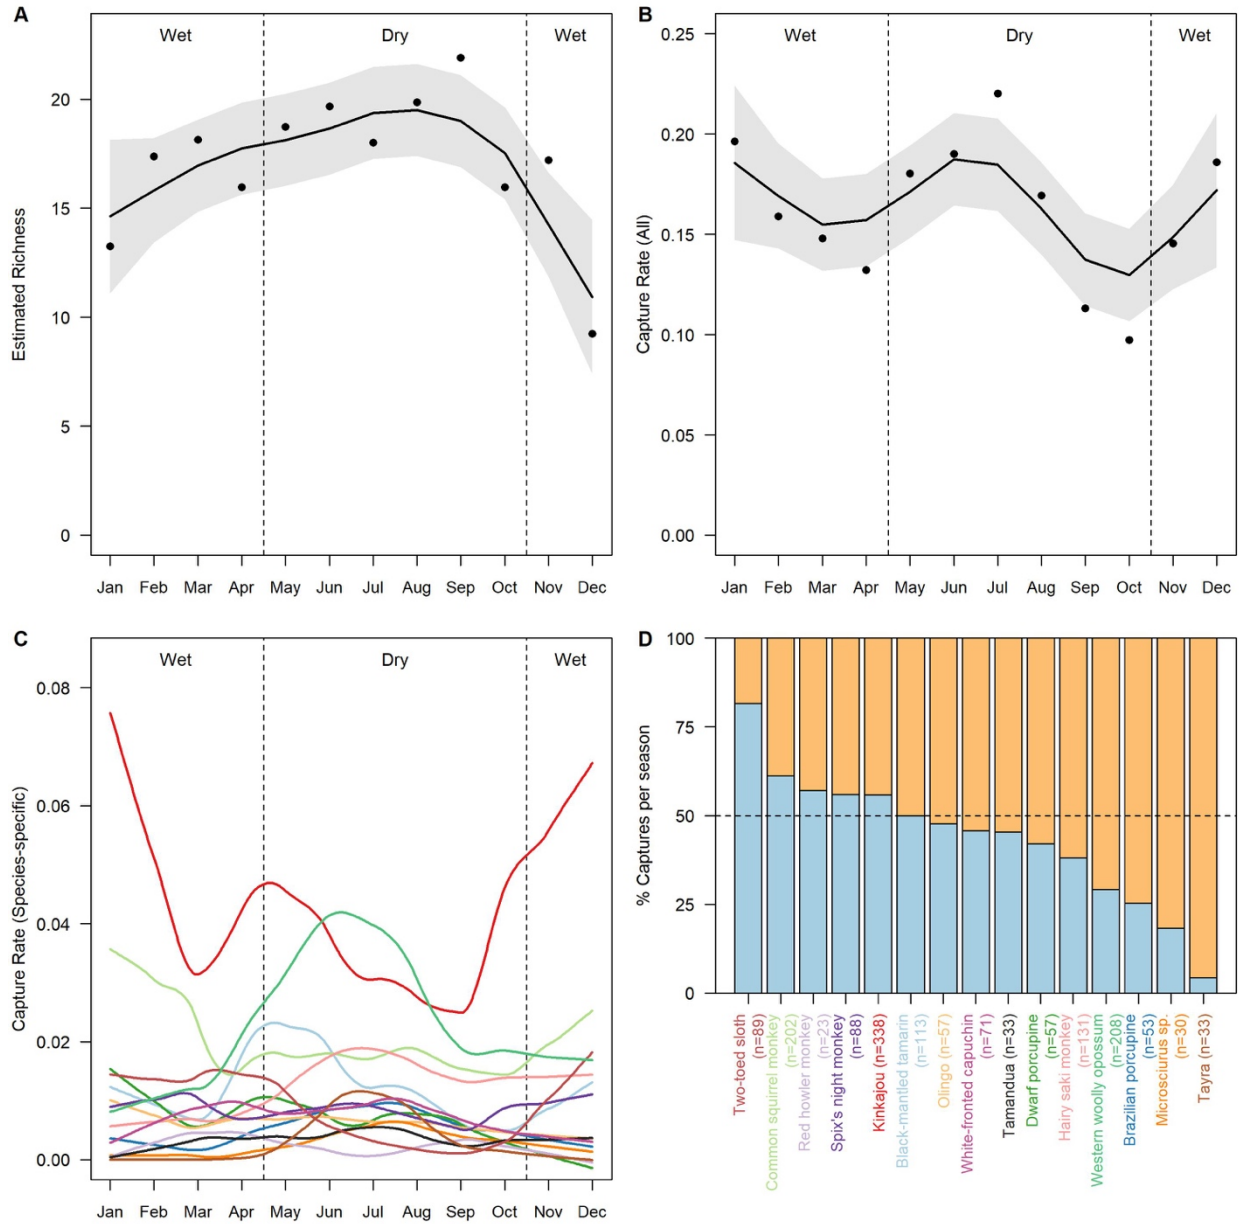 A
Wet
Dry
Wet
20
15
10
5
0
Estimated Richness
Jan Feb Mar Apr May Jun Jul Aug Sep Oct Nov Dec
B
Wet
Dry
Wet
0.25
0.20
0.15
0.10
0.05
0.00
Capture Rate (All)
Jan Feb Mar Apr May Jun Jul Aug Sep Oct Nov Dec
C
Wet
Dry
Wet
0.08
0.06
0.04
0.02
0.00
Capture Rate (Species-specific)
Jan Feb Mar Apr May Jun Jul Aug Sep Oct Nov Dec
D
100
75
50
25
0
% Captures per season
Two-toed sloth
(n=89)
Common squirrel monkey
(n=202)
Red howler monkey
(n=23)
Spix's night monkey
(n=88)
Kinkajou (n=338)
Black-mantled tamarin
(n=113)
Olingo (n=57)
White-fronted capuchin
(n=71)
Tamandua (n=33)
Dwarf porcupine
(n=57)
Hairy saki monkey
(n=131)
Western woolly opossum
(n=208)
Brazilian porcupine
(n=53)
Microsciurus sp.
(n=30)
Tayra (n=33)